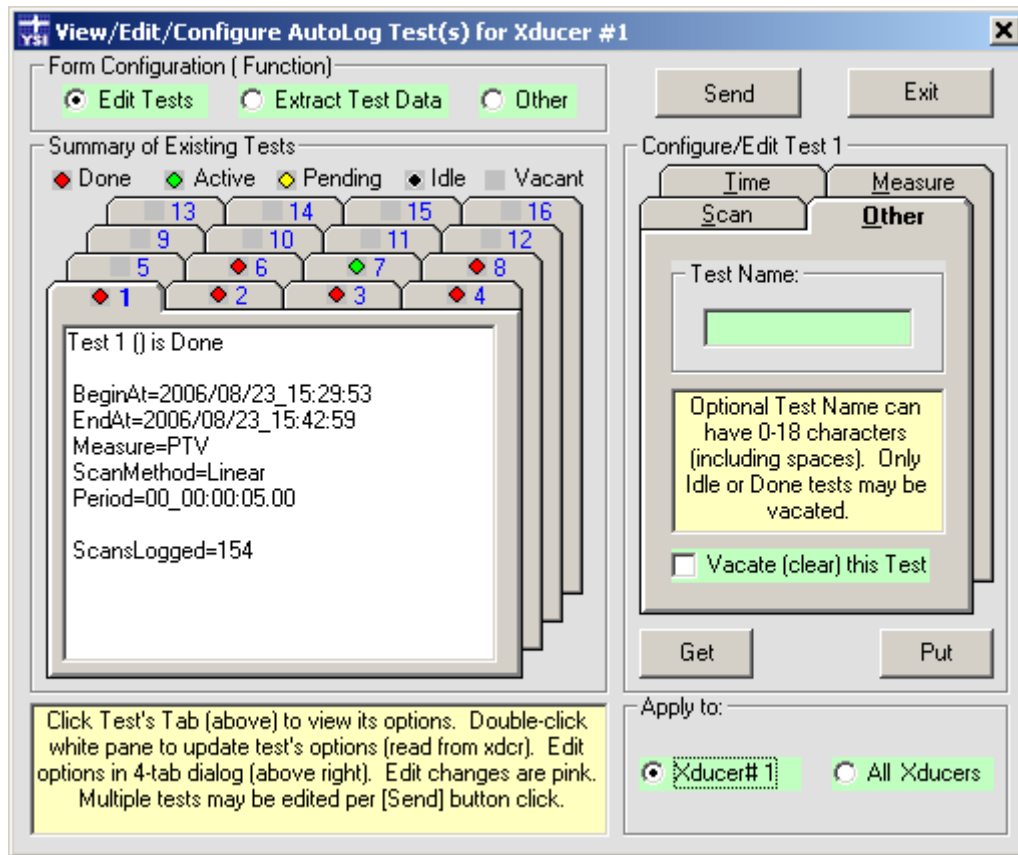 YSI View/Edit/Configure AutoLog Test(s) for Xducer #1
Form Configuration ( Function)
Edit Tests Extract Test Data Other
Send Exit
Summary of Existing Tests
Done Active Pending Idle Vacant
13 14 15 16
9 10 11 12
5 6 7 8
1 2 3 4
Test 1 () is Done
BeginAt=2006/08/23_15:29:53
EndAt=2006/08/23_15:42:59
Measure=PTV
ScanMethod=Linear
Period=00_00:00:05.00
ScansLogged=154
Click Test's Tab (above) to view its options. Double-click
white pane to update test's options (read from xdcr). Edit
options in 4-tab dialog (above right). Edit changes are pink.
Multiple tests may be edited per [Send] button click.
Configure/Edit Test 1
Time Measure
Scan Other
Test Name:
Optional Test Name can
have 0-18 characters
(including spaces). Only
Idle or Done tests may be
vacated.
Vacate (clear) this Test
Get Put
Apply to:
Xducer# 1 All Xducers